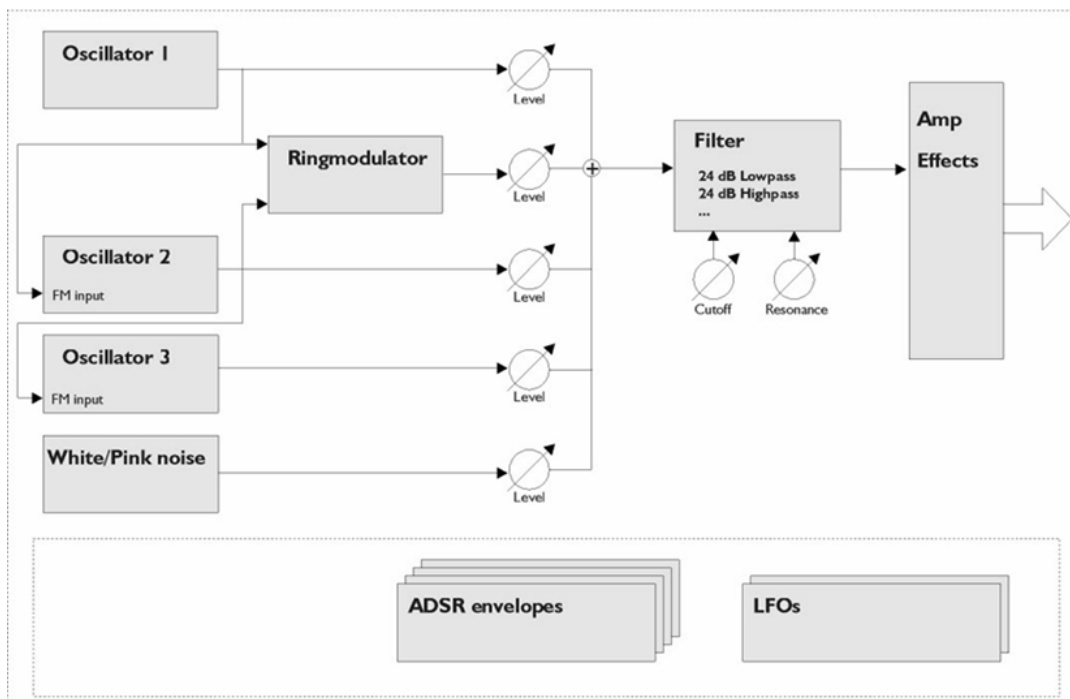 Oscillator 1
Level
Ringmodulator
Level
Oscillator 2
FM input
Level
Oscillator 3
FM input
Level
White/Pink noise
Level
Filter
24 dB Lowpass
24 dB Highpass
...
Cutoff
Resonance
Amp
Effects
ADSR envelopes
LFOs